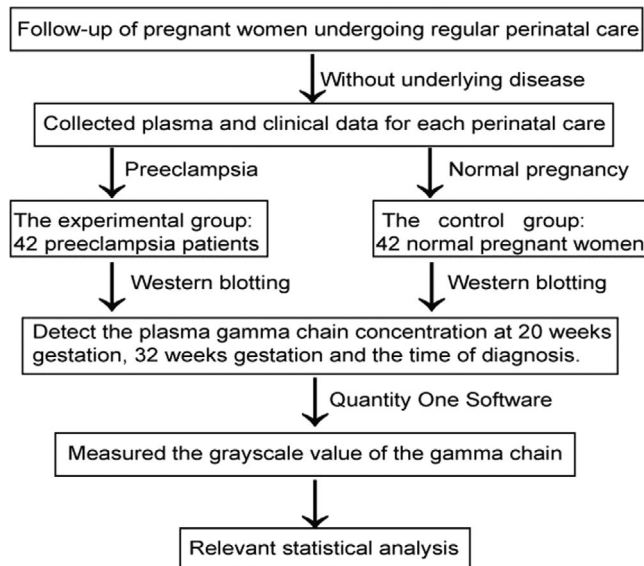 Follow-up of pregnant women undergoing regular perinatal care
Without underlying disease
Collected plasma and clinical data for each perinatal care
Preeclampsia
Normal pregnancy
The experimental group:
42 preeclampsia patients
The control group:
42 normal pregnant women
Western blotting
Western blotting
Detect the plasma gamma chain concentration at 20 weeks
gestation, 32 weeks gestation and the time of diagnosis.
Quantity One Software
Measured the grayscale value of the gamma chain
Relevant statistical analysis